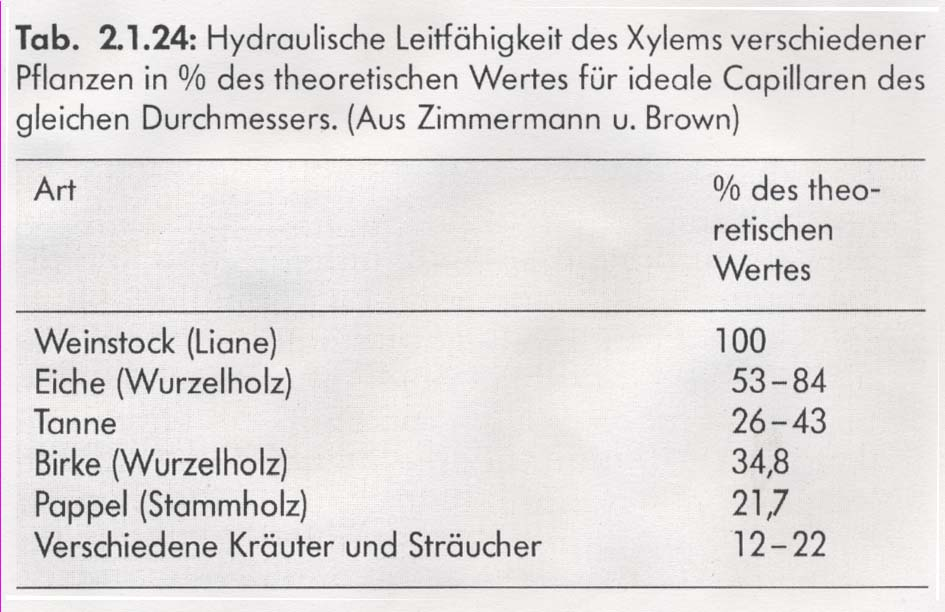 Tab. 2.1.24: Hydraulische Leitfähigkeit des Xylems verschiedener
Pflanzen in % des theoretischen Wertes für ideale Capillaren des
gleichen Durchmessers. (Aus Zimmermann u. Brown)
Art % des theo-
retischen
Wertes
Weinstock (Liane) 100
Eiche (Wurzelholz) 53–84
Tanne 26–43
Birke (Wurzelholz) 34,8
Pappel (Stammholz) 21,7
Verschiedene Kräuter und Sträucher 12–22